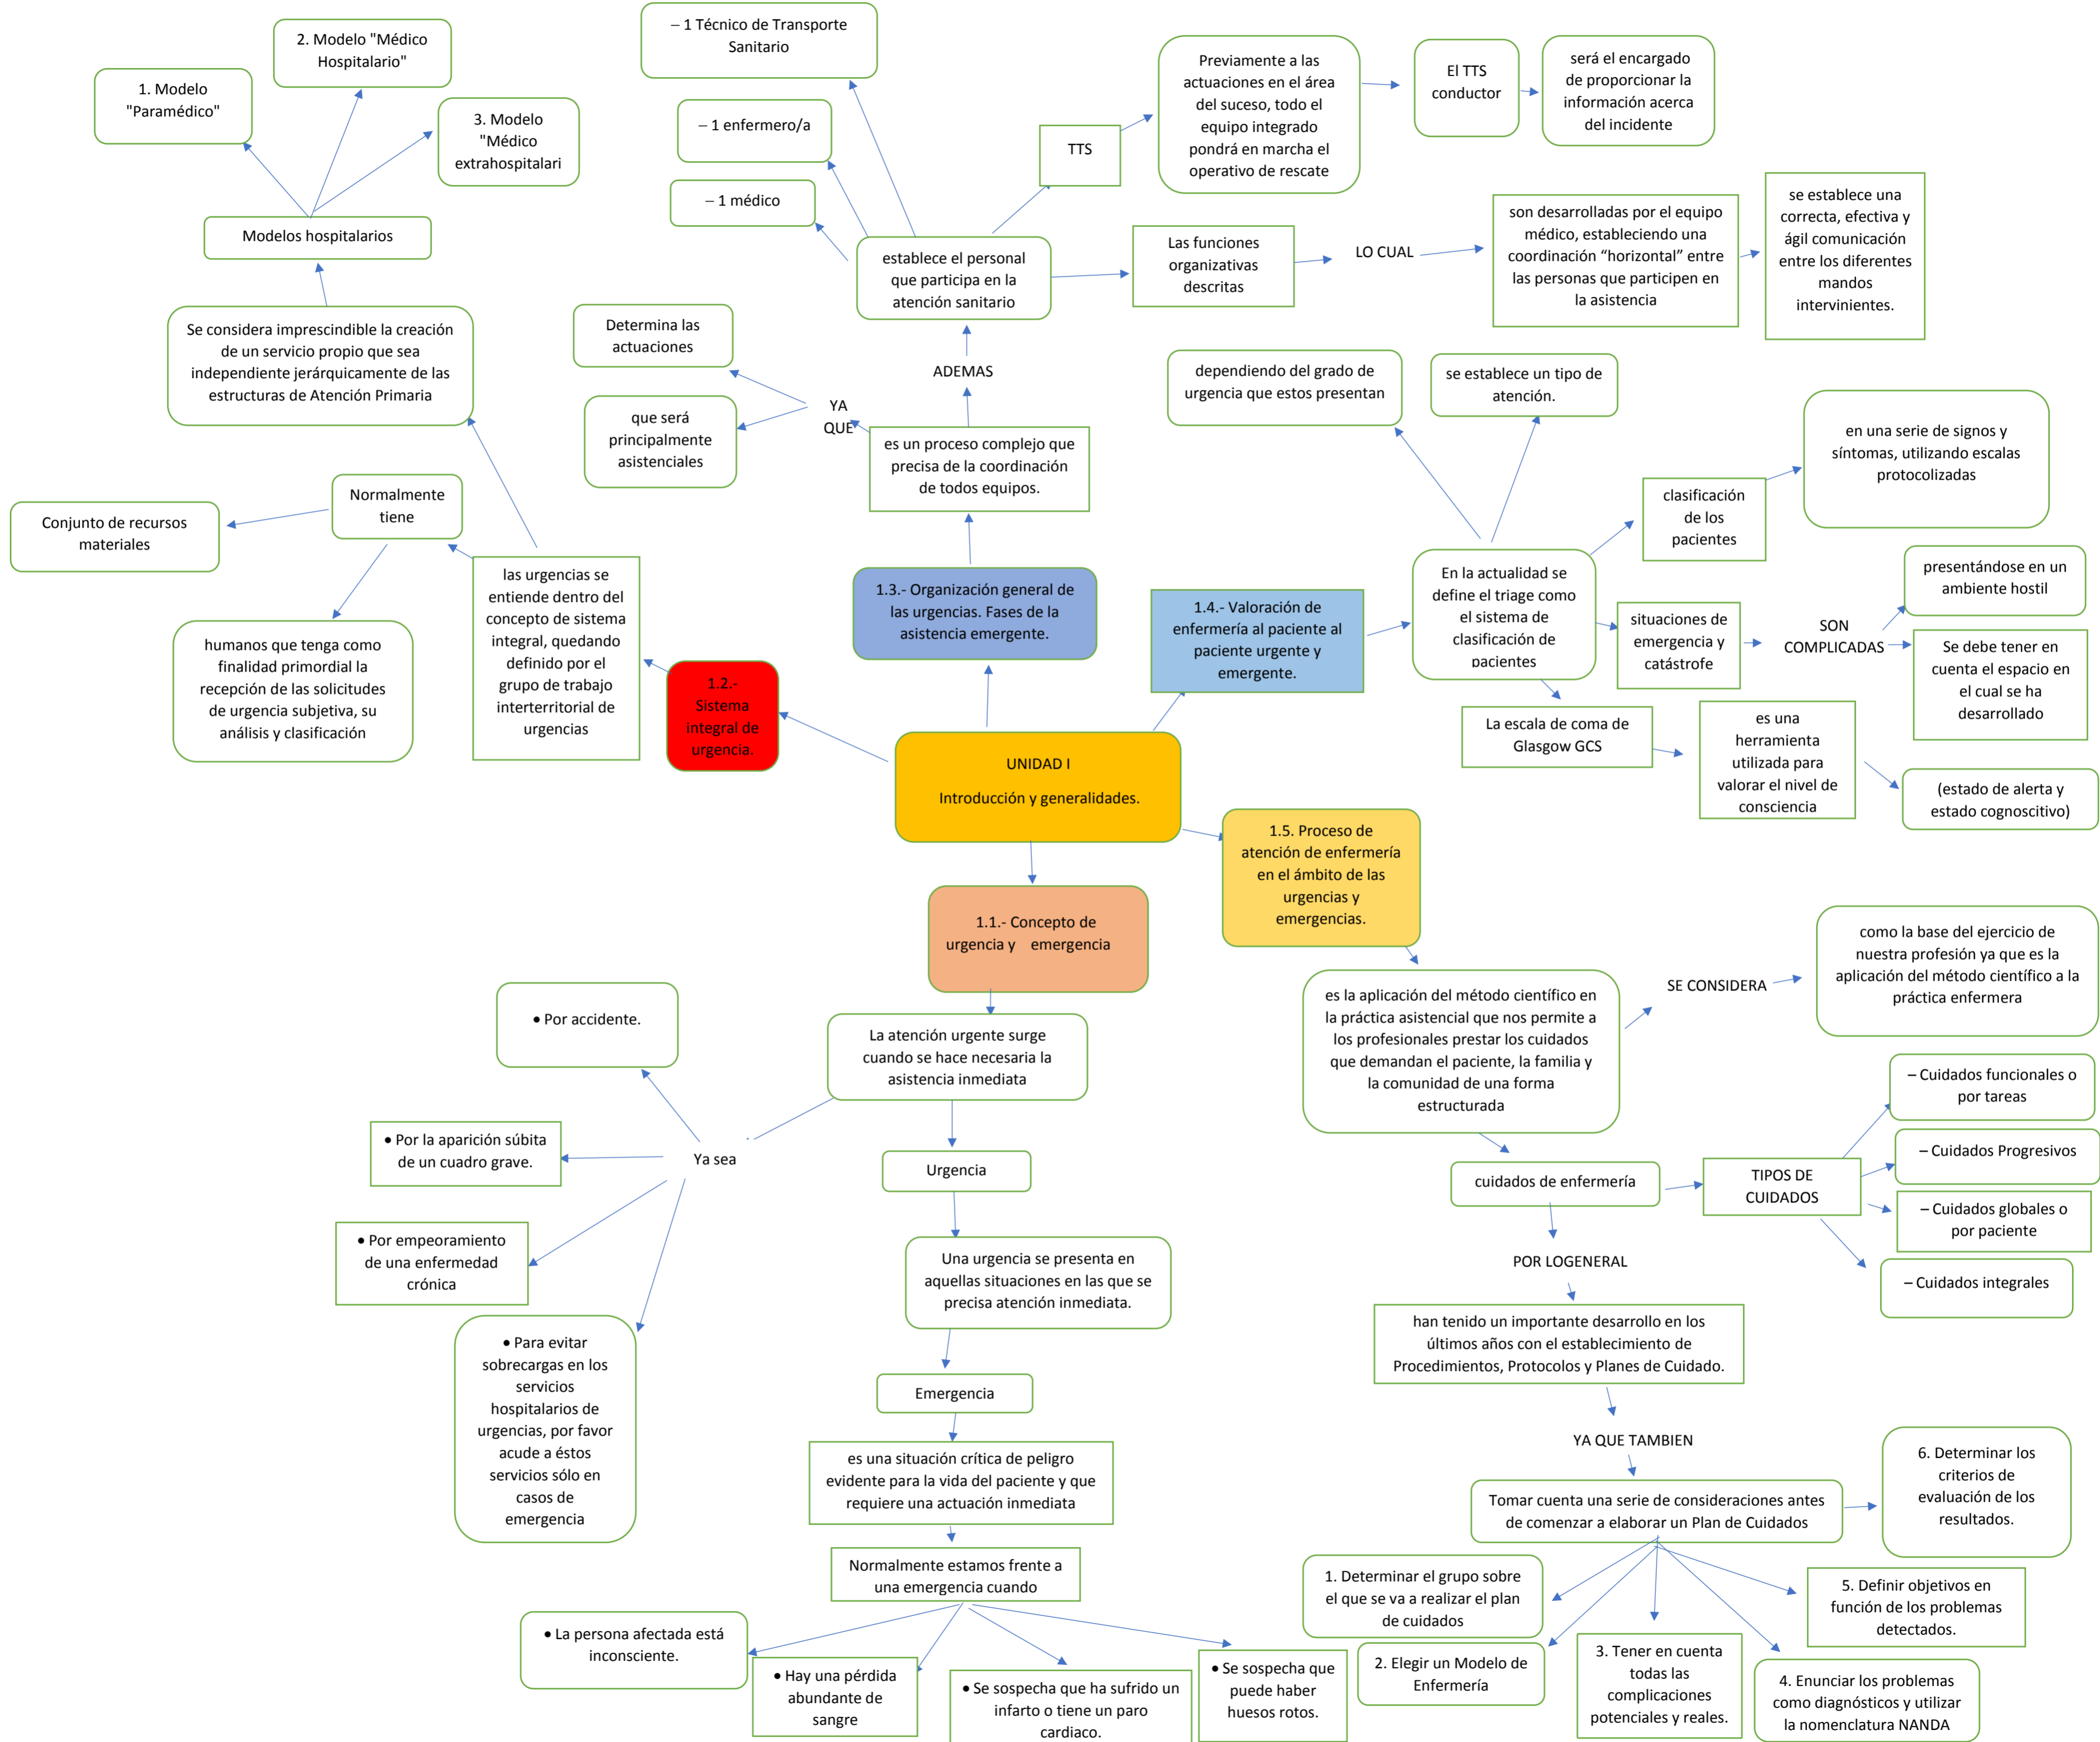 – 1 Técnico de Transporte
Sanitario
2. Modelo "Médico
Hospitalario"
1. Modelo
"Paramédico"
3. Modelo
"Médico
extrahospitalari
Modelos hospitalarios
– 1 enfermero/a
– 1 médico
TTS
Previamente a las
actuaciones en el área
del suceso, todo el
equipo integrado
pondrá en marcha el
operativo de rescate
El TTS
conductor
será el encargado
de proporcionar la
información acerca
del incidente
establece el personal
que participa en la
atención sanitario
Las funciones
organizativas
descritas
LO CUAL
son desarrolladas por el equipo
médico, estableciendo una
coordinación “horizontal” entre
las personas que participen en
la asistencia
se establece una
correcta, efectiva y
ágil comunicación
entre los diferentes
mandos
intervinientes.
Se considera imprescindible la creación
de un servicio propio que sea
independiente jerárquicamente de las
estructuras de Atención Primaria
Determina las
actuaciones
que será
principalmente
asistenciales
YA
QUE
ADEMAS
es un proceso complejo que
precisa de la coordinación
de todos equipos.
dependiendo del grado de
urgencia que estos presentan
se establece un tipo de
atención.
clasificación
de los
pacientes
en una serie de signos y
síntomas, utilizando escalas
protocolizadas
Normalmente
tiene
Conjunto de recursos
materiales
humanos que tenga como
finalidad primordial la
recepción de las solicitudes
de urgencia subjetiva, su
análisis y clasificación
las urgencias se
entiende dentro del
concepto de sistema
integral, quedando
definido por el
grupo de trabajo
interterritorial de
urgencias
1.2.-
Sistema
integral de
urgencia.
1.3.- Organización general de
las urgencias. Fases de la
asistencia emergente.
1.4.- Valoración de
enfermería al paciente al
paciente urgente y
emergente.
En la actualidad se
define el triage como
el sistema de
clasificación de
pacientes
situaciones de
emergencia y
catástrofe
SON
COMPLICADAS
presentándose en un
ambiente hostil
Se debe tener en
cuenta el espacio en
el cual se ha
desarrollado
La escala de coma de
Glasgow GCS
es una
herramienta
utilizada para
valorar el nivel de
consciencia
(estado de alerta y
estado cognoscitivo)
UNIDAD I
Introducción y generalidades.
1.5. Proceso de
atención de enfermería
en el ámbito de las
urgencias y
emergencias.
1.1.- Concepto de
urgencia y emergencia
La atención urgente surge
cuando se hace necesaria la
asistencia inmediata
• Por accidente.
• Por la aparición súbita
de un cuadro grave.
Ya sea
• Por empeoramiento
de una enfermedad
crónica
• Para evitar
sobrecargas en los
servicios
hospitalarios de
urgencias, por favor
acude a éstos
servicios sólo en
casos de
emergencia
Urgencia
Una urgencia se presenta en
aquellas situaciones en las que se
precisa atención inmediata.
Emergencia
es una situación crítica de peligro
evidente para la vida del paciente y que
requiere una actuación inmediata
Normalmente estamos frente a
una emergencia cuando
• La persona afectada está
inconsciente.
• Hay una pérdida
abundante de
sangre
• Se sospecha que ha sufrido un
infarto o tiene un paro
cardiaco.
• Se sospecha que
puede haber
huesos rotos.
es la aplicación del método científico en
la práctica asistencial que nos permite a
los profesionales prestar los cuidados
que demandan el paciente, la familia y
la comunidad de una forma
estructurada
SE CONSIDERA
como la base del ejercicio de
nuestra profesión ya que es la
aplicación del método científico a la
práctica enfermera
cuidados de enfermería
TIPOS DE
CUIDADOS
– Cuidados funcionales o
por tareas
– Cuidados Progresivos
– Cuidados globales o
por paciente
– Cuidados integrales
POR LOGENERAL
han tenido un importante desarrollo en los
últimos años con el establecimiento de
Procedimientos, Protocolos y Planes de Cuidado.
YA QUE TAMBIEN
Tomar cuenta una serie de consideraciones antes
de comenzar a elaborar un Plan de Cuidados
6. Determinar los
criterios de
evaluación de los
resultados.
1. Determinar el grupo sobre
el que se va a realizar el plan
de cuidados
2. Elegir un Modelo de
Enfermería
3. Tener en cuenta
todas las
complicaciones
potenciales y reales.
4. Enunciar los problemas
como diagnósticos y utilizar
la nomenclatura NANDA
5. Definir objetivos en
función de los problemas
detectados.